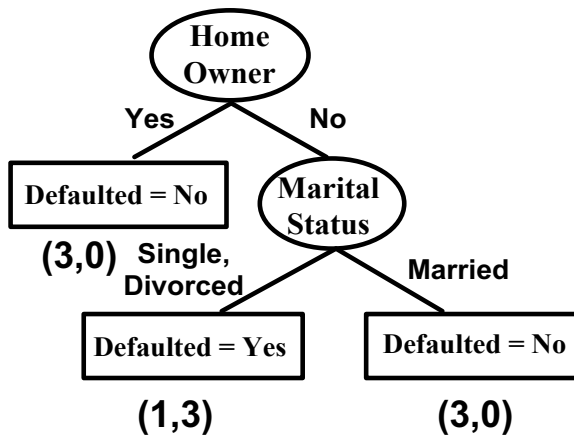 Home
Owner
Yes
No
Defaulted = No
Marital
Status
(3,0)
Single,
Divorced
Married
Defaulted = Yes
Defaulted = No
(1,3)
(3,0)